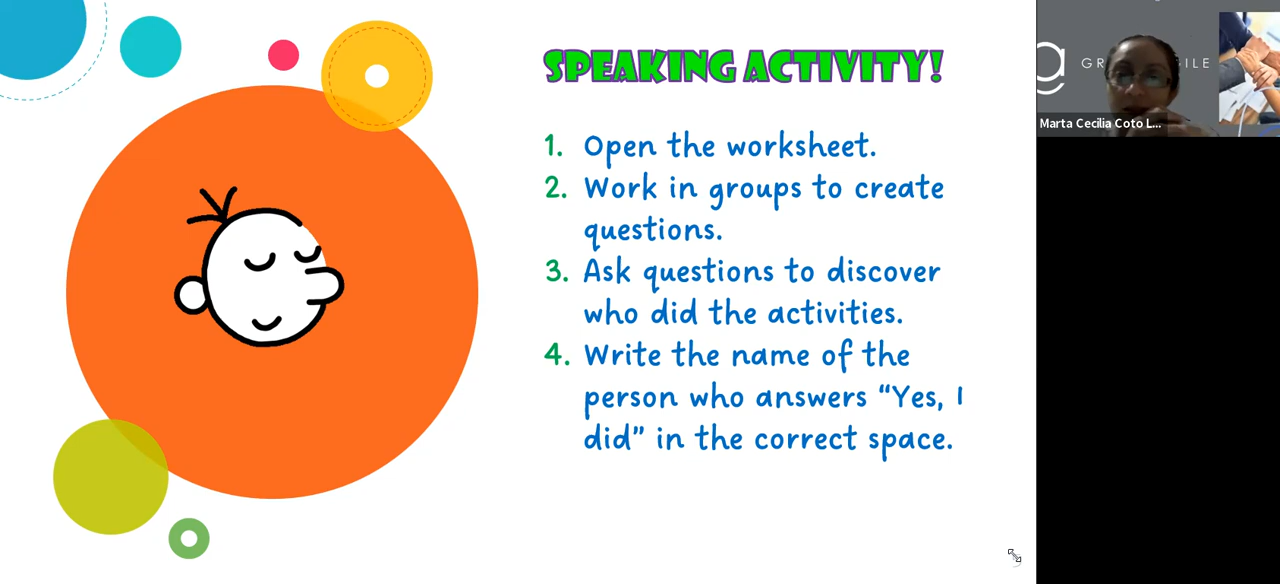 SPEAKING ACTIVITY!
1. Open the worksheet.
2. Work in groups to create
questions.
3. Ask questions to discover
who did the activities.
4. Write the name of the
person who answers "Yes, I
did" in the correct space.
Marta Cecilia Coto L...